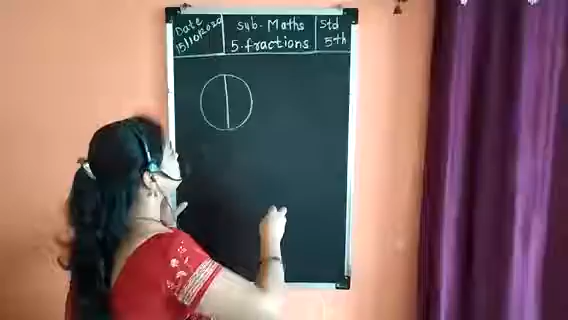 Date
15/10/2020
Sub- Maths
5. fractions
Std
5th